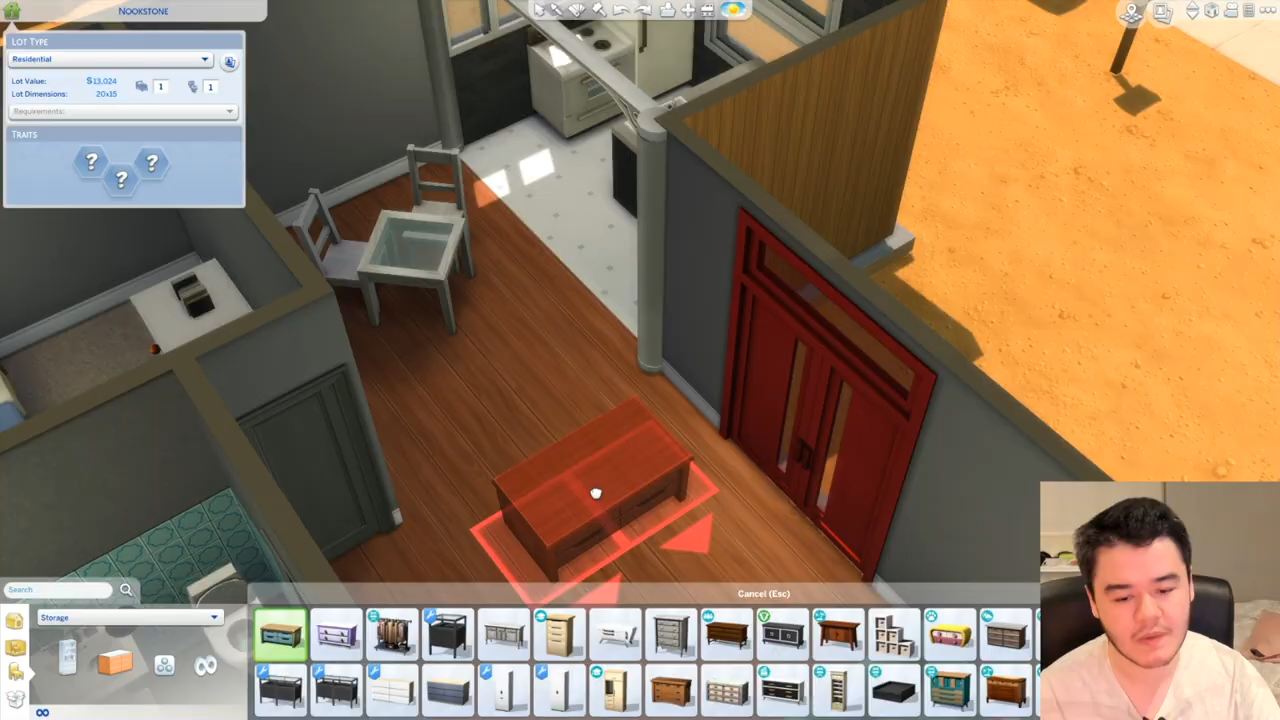 NOOKSTONE
LOT TYPE
Residential
Lot Value: §13,024 1 1
Lot Dimensions: 20x15
Requirements:
TRAITS
? ? ?
Search
Cancel (Esc)
Storage